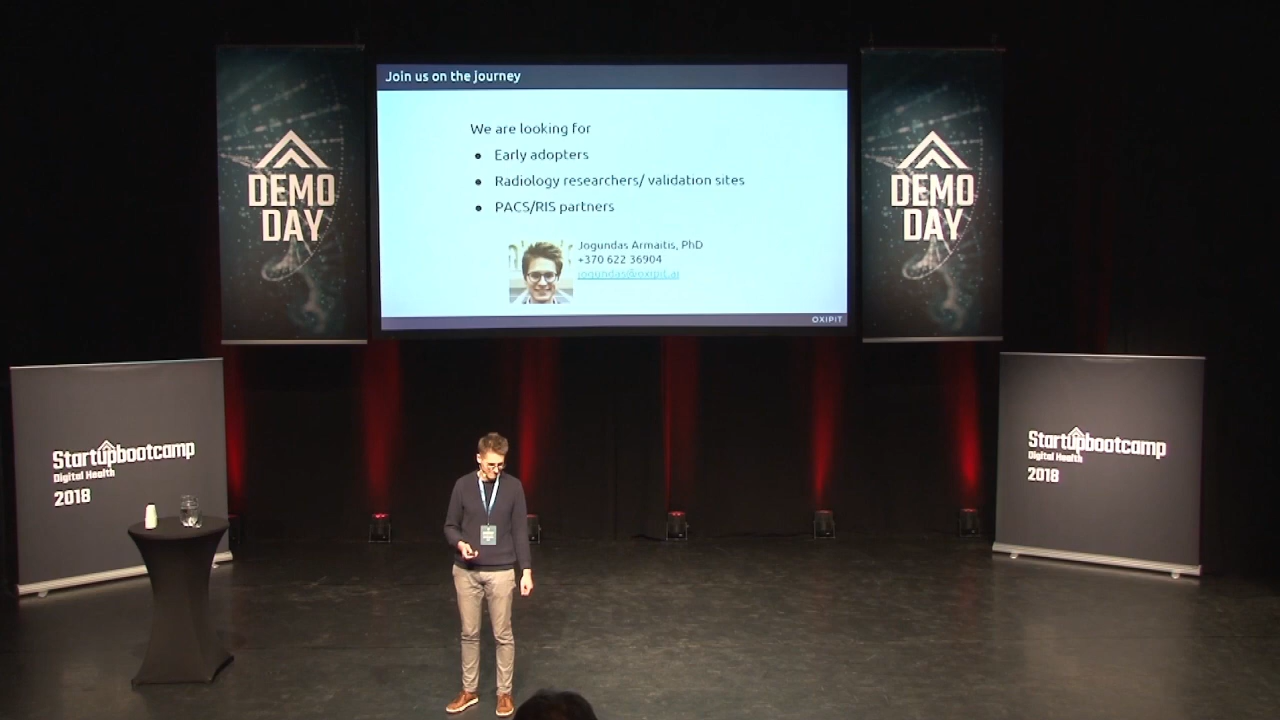 Join us on the journey
We are looking for
Early adopters
Radiology researchers/ validation sites
PACS/RIS partners
Jogundas Armaitis, PhD
+370 622 36904
jogundas@oxipit.ai
OXIPIT
DEMO
DAY
DEMO
DAY
Startupbootcamp
Digital Health
2018
Startupbootcamp
Digital Health
2018